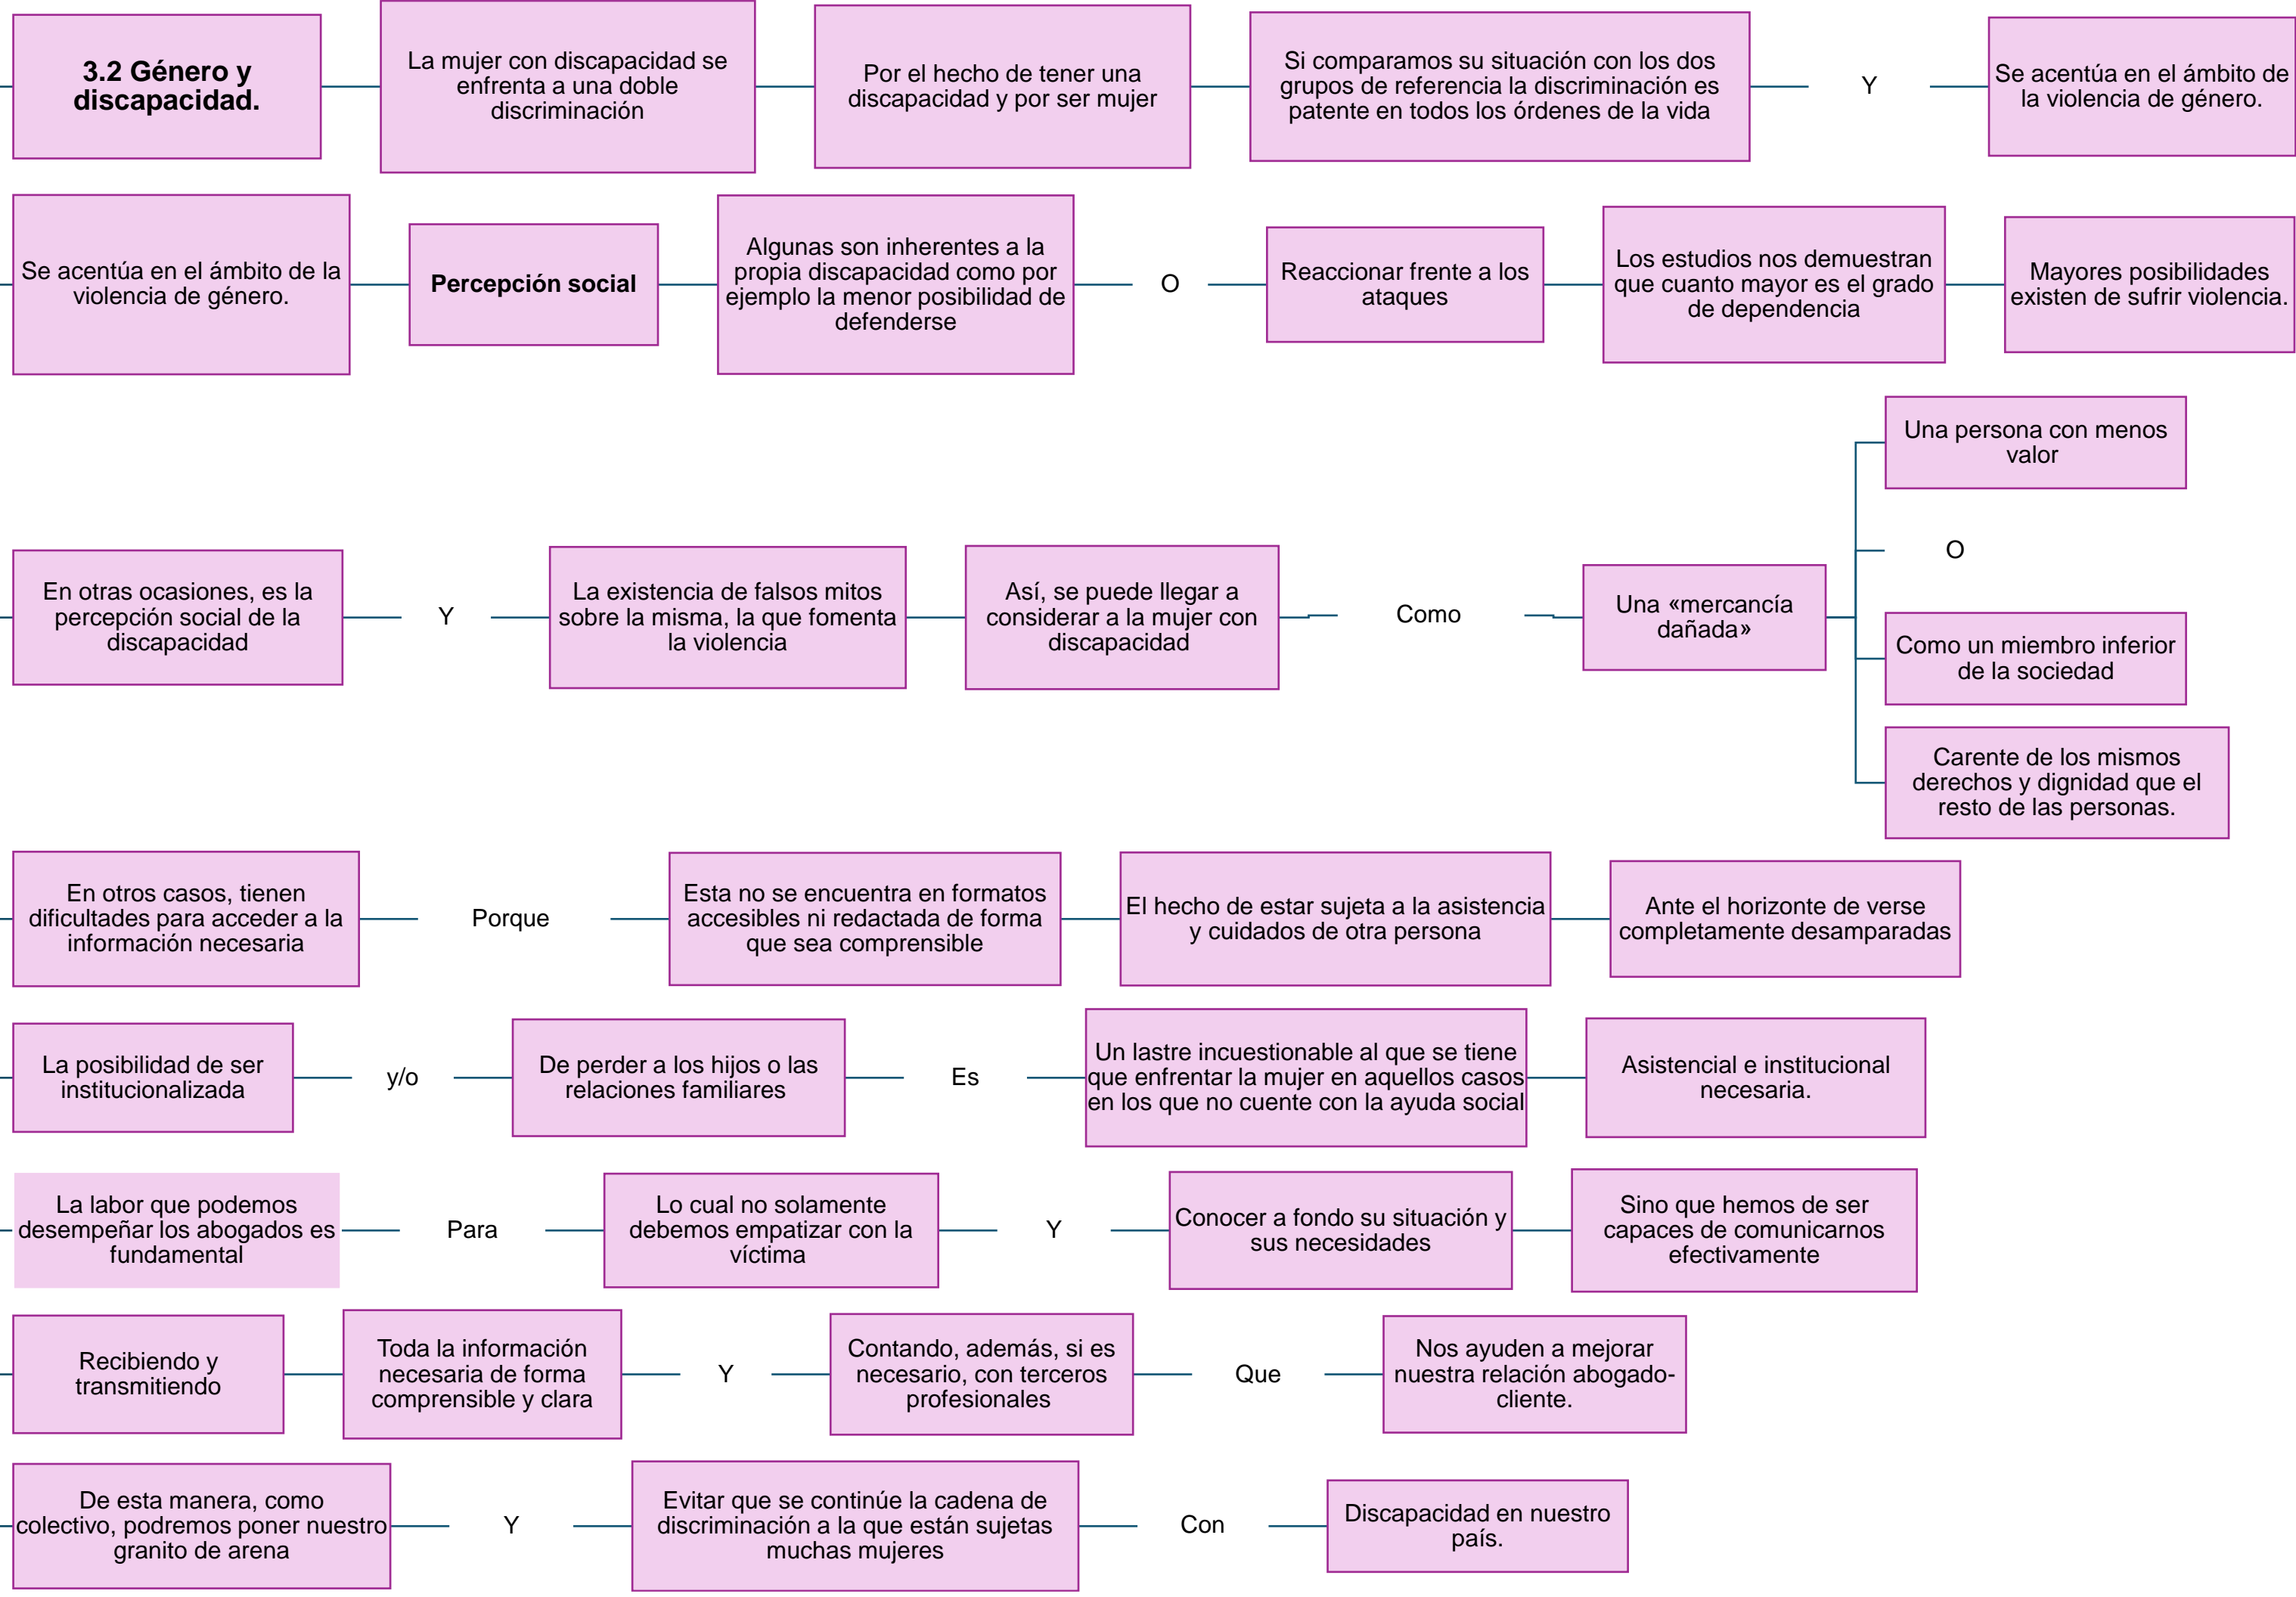 3.2 Género y
discapacidad.
La mujer con discapacidad se
enfrenta a una doble
discriminación
Por el hecho de tener una
discapacidad y por ser mujer
Si comparamos su situación con los dos
grupos de referencia la discriminación es
patente en todos los órdenes de la vida
Y
Se acentúa en el ámbito de
la violencia de género.
Se acentúa en el ámbito de la
violencia de género.
Percepción social
Algunas son inherentes a la
propia discapacidad como por
ejemplo la menor posibilidad de
defenderse
O
Reaccionar frente a los
ataques
Los estudios nos demuestran
que cuanto mayor es el grado
de dependencia
Mayores posibilidades
existen de sufrir violencia.
En otras ocasiones, es la
percepción social de la
discapacidad
Y
La existencia de falsos mitos
sobre la misma, la que fomenta
la violencia
Así, se puede llegar a
considerar a la mujer con
discapacidad
Como
Una «mercancía
dañada»
Una persona con menos
valor
O
Como un miembro inferior
de la sociedad
Carente de los mismos
derechos y dignidad que el
resto de las personas.
En otros casos, tienen
dificultades para acceder a la
información necesaria
Porque
Esta no se encuentra en formatos
accesibles ni redactada de forma
que sea comprensible
El hecho de estar sujeta a la asistencia
y cuidados de otra persona
Ante el horizonte de verse
completamente desamparadas
La posibilidad de ser
institucionalizada
y/o
De perder a los hijos o las
relaciones familiares
Es
Un lastre incuestionable al que se tiene
que enfrentar la mujer en aquellos casos
en los que no cuente con la ayuda social
Asistencial e institucional
necesaria.
La labor que podemos
desempeñar los abogados es
fundamental
Para
Lo cual no solamente
debemos empatizar con la
víctima
Y
Conocer a fondo su situación y
sus necesidades
Sino que hemos de ser
capaces de comunicarnos
efectivamente
Recibiendo y
transmitiendo
Toda la información
necesaria de forma
comprensible y clara
Y
Contando, además, si es
necesario, con terceros
profesionales
Que
Nos ayuden a mejorar
nuestra relación abogado-
cliente.
De esta manera, como
colectivo, podremos poner nuestro
granito de arena
Y
Evitar que se continúe la cadena de
discriminación a la que están sujetas
muchas mujeres
Con
Discapacidad en nuestro
país.